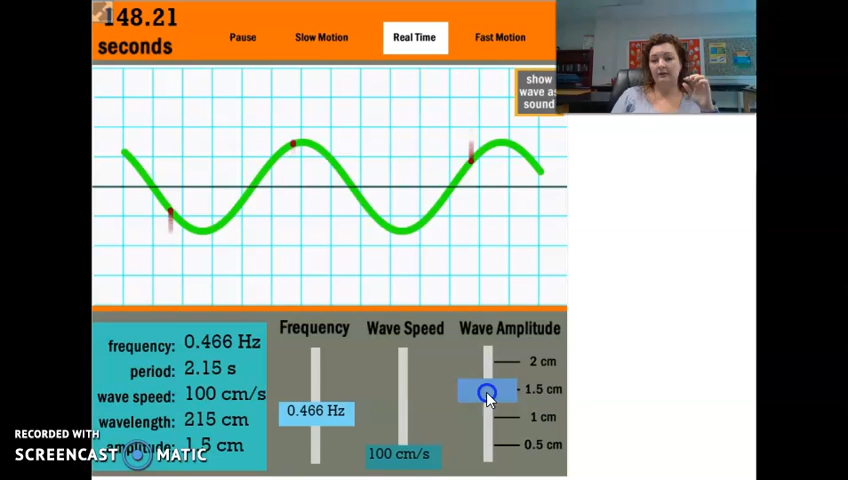 148.21
seconds
Pause
Slow Motion
Real Time
Fast Motion
show
wave as
sound
frequency: 0.466 Hz
period: 2.15 s
wave speed: 100 cm/s
wavelength: 215 cm
amplitude: 1.5 cm
Frequency
0.466 Hz
Wave Speed
100 cm/s
Wave Amplitude
2 cm
1.5 cm
1 cm
0.5 cm
RECORDED WITH
SCREENCAST MATIC